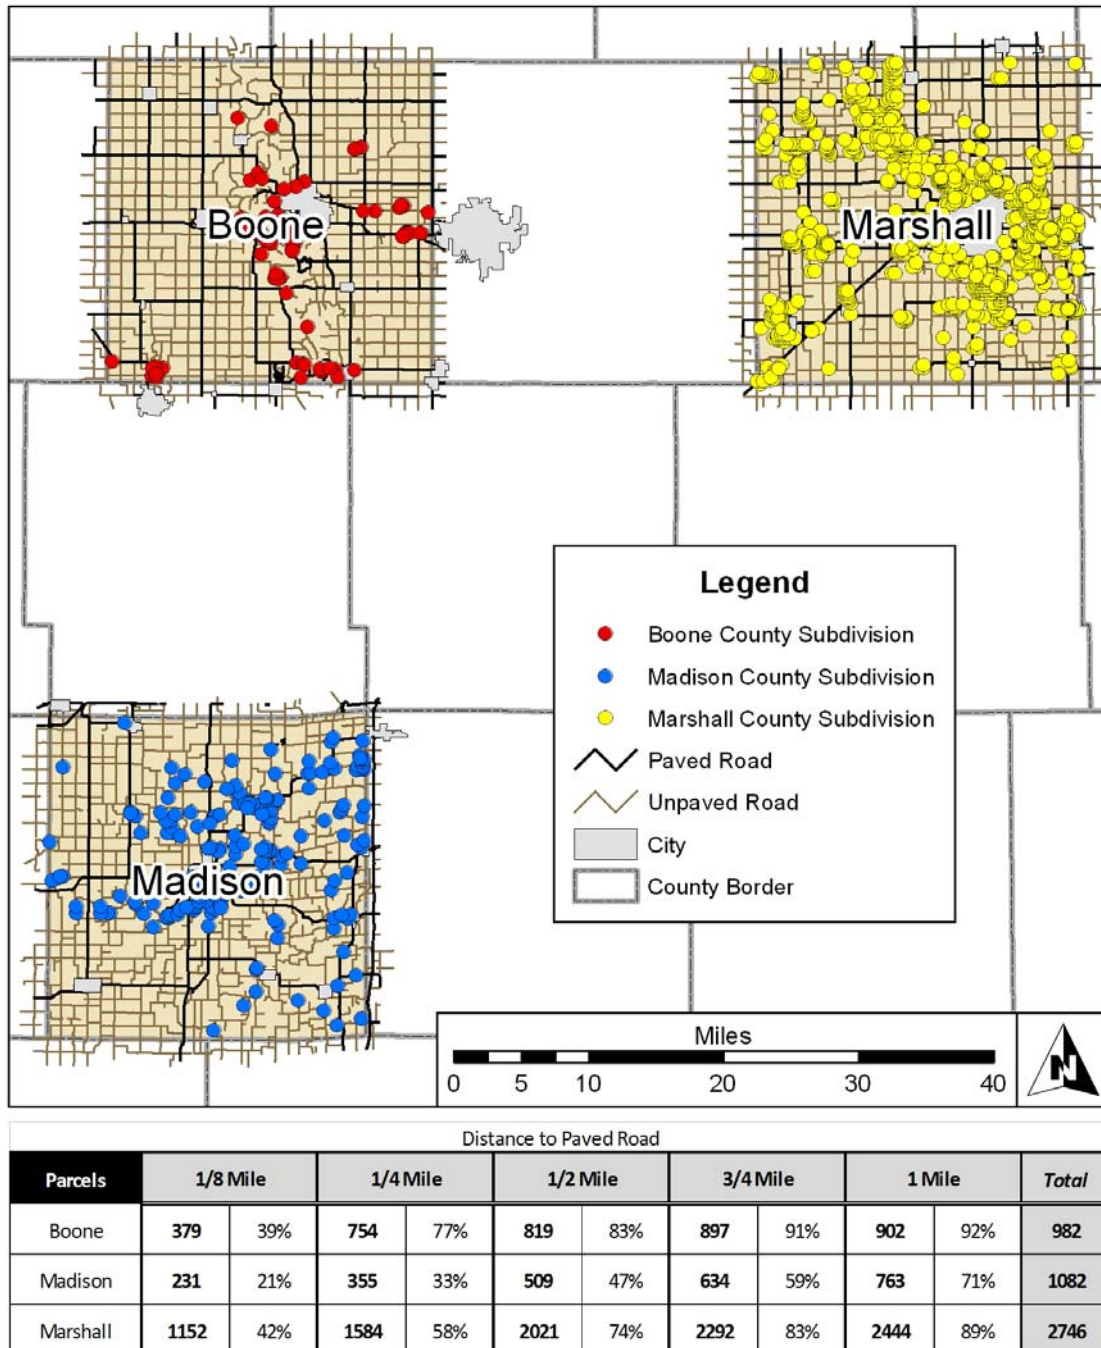 Boone
Marshall
Madison
Legend
Boone County Subdivision
Madison County Subdivision
Marshall County Subdivision
Paved Road
Unpaved Road
City
County Border
Miles
0 5 10 20 30 40
N
Distance to Paved Road
Parcels 1/8 Mile 1/4 Mile 1/2 Mile 3/4 Mile 1 Mile Total
Boone 379 39% 754 77% 819 83% 897 91% 902 92% 982
Madison 231 21% 355 33% 509 47% 634 59% 763 71% 1082
Marshall 1152 42% 1584 58% 2021 74% 2292 83% 2444 89% 2746